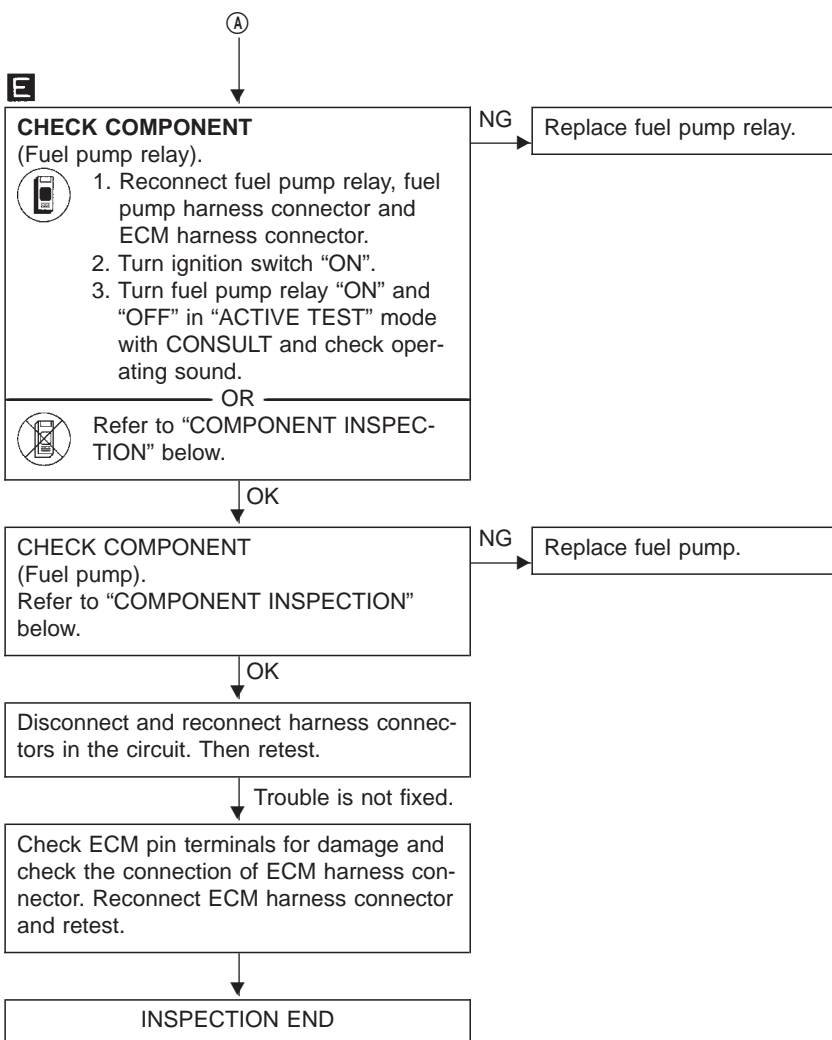 Ⓐ
E
CHECK COMPONENT
(Fuel pump relay).
1. Reconnect fuel pump relay, fuel
pump harness connector and
ECM harness connector.
2. Turn ignition switch “ON”.
3. Turn fuel pump relay “ON” and
“OFF” in “ACTIVE TEST” mode
with CONSULT and check oper-
ating sound.
OR
Refer to “COMPONENT INSPEC-
TION” below.
NG
Replace fuel pump relay.
OK
CHECK COMPONENT
(Fuel pump).
Refer to “COMPONENT INSPECTION”
below.
NG
Replace fuel pump.
OK
Disconnect and reconnect harness connec-
tors in the circuit. Then retest.
Trouble is not fixed.
Check ECM pin terminals for damage and
check the connection of ECM harness con-
nector. Reconnect ECM harness connector
and retest.
INSPECTION END